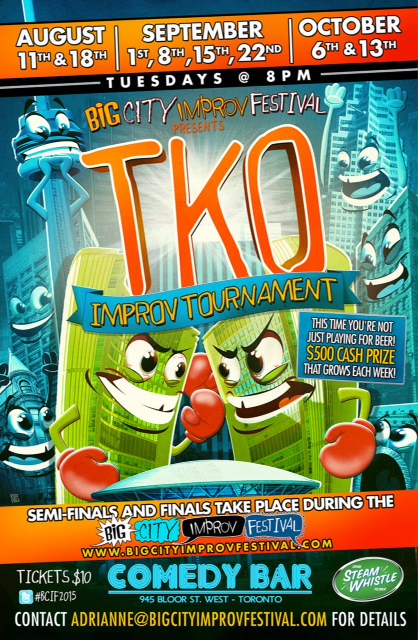 AUGUST
11TH & 18TH
SEPTEMBER
1ST, 8TH, 15TH, 22ND
OCTOBER
6TH & 13TH
TUESDAYS @ 8PM
BIG CITY IMPROV FESTIVAL
PRESENTS
TKO
IMPROV TOURNAMENT
THIS TIME YOU'RE NOT
JUST PLAYING FOR BEER!
$500 CASH PRIZE
THAT GROWS EACH WEEK!
SEMI-FINALS AND FINALS TAKE PLACE DURING THE
BIG CITY IMPROV FESTIVAL
WWW.BIGCITYIMPROVFESTIVAL.COM
TICKETS $10
#BCIF2015
COMEDY BAR
945 BLOOR ST. WEST - TORONTO
STEAM
WHISTLE
CONTACT ADRIANNE@BIGCITYIMPROVFESTIVAL.COM FOR DETAILS